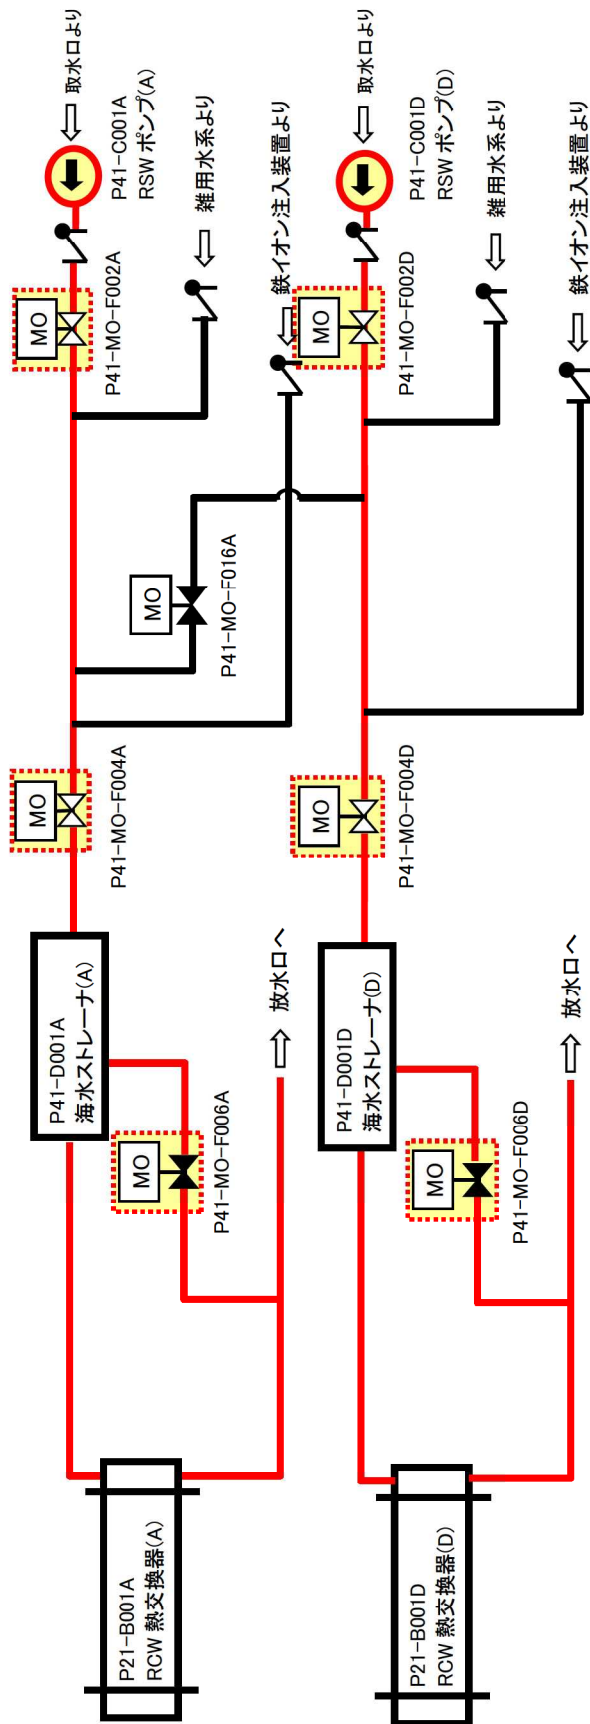 取水口より
P41-C001A
RSW ポンプ(A)
雑用水系より
鉄イオン注入装置より
MO
P41-MO-F002A
MO
P41-MO-F016A
MO
P41-MO-F004A
P41-D001A
海水ストレーナ(A)
放水口へ
MO
P41-MO-F006A
P21-B001A
RCW 熱交換器(A)
取水口より
P41-C001D
RSW ポンプ(D)
雑用水系より
鉄イオン注入装置より
MO
P41-MO-F002D
MO
P41-MO-F004D
P41-D001D
海水ストレーナ(D)
放水口へ
MO
P41-MO-F006D
P21-B001D
RCW 熱交換器(D)